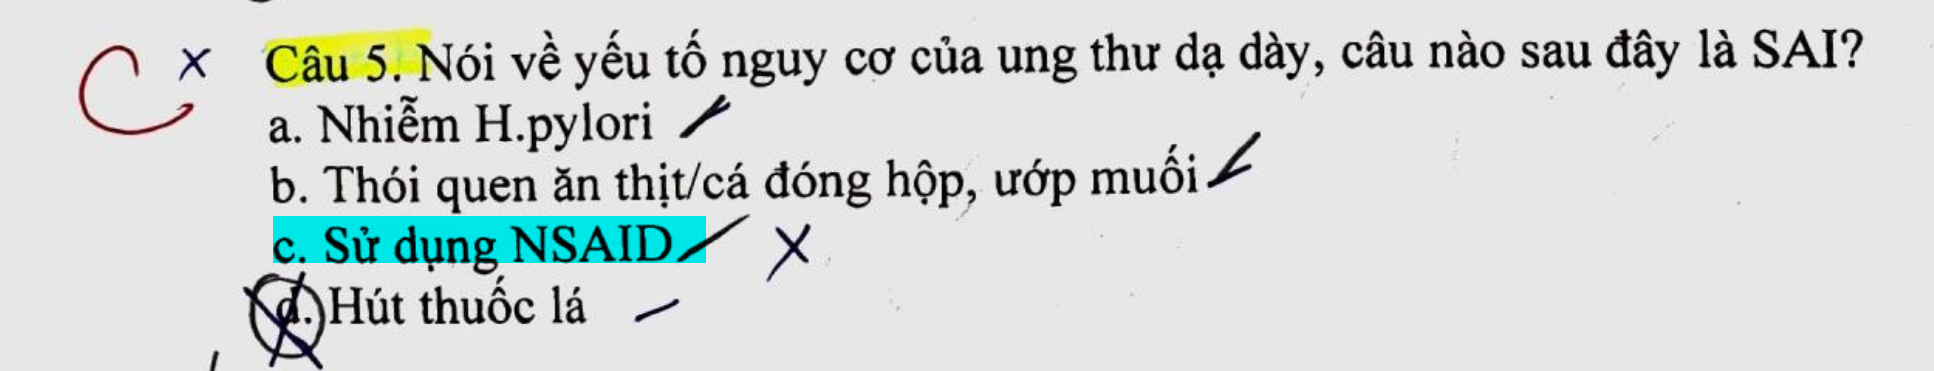 C x Câu 5. Nói về yếu tố nguy cơ của ung thư dạ dày, câu nào sau đây là SAI?
a. Nhiễm H.pylori
b. Thói quen ăn thịt/cá đóng hộp, ướp muối
c. Sử dụng NSAID x
d. Hút thuốc lá